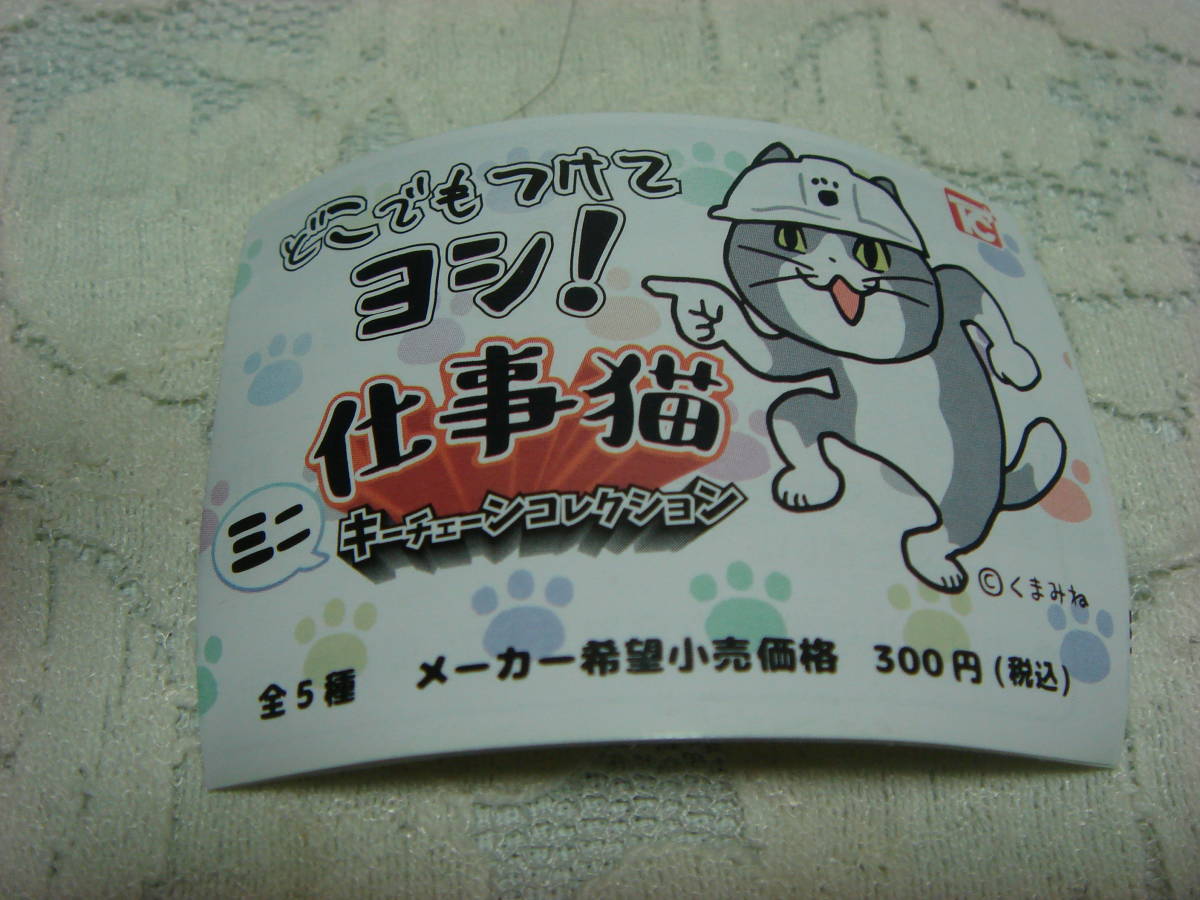 どこでもつけて
ヨシ!
仕事猫
ミニ
キーチェーンコレクション
©くまみね
全5種 メーカー希望小売価格 300円(税込)